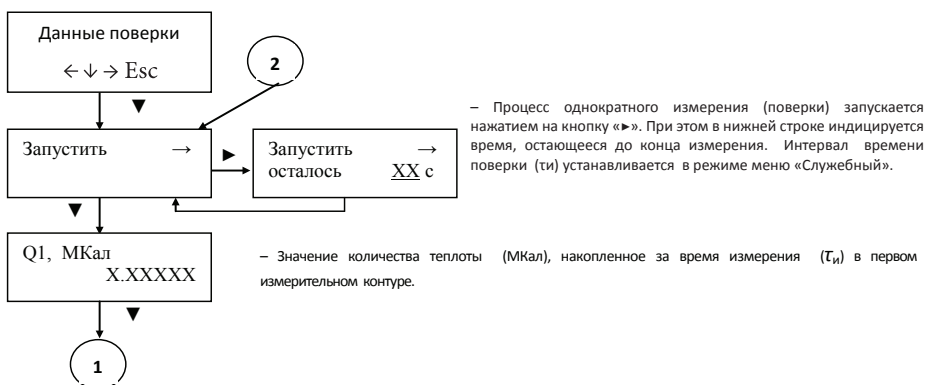 Данные поверки
← ↓ → Esc
2
▼
Запустить →
►
Запустить →
осталось XX с
– Процесс однократного измерения (поверки) запускается
нажатием на кнопку «►». При этом в нижней строке индицируется
время, остающееся до конца измерения. Интервал времени
поверки (τи) устанавливается в режиме меню «Служебный».
▼
Q1, МКал
X.XXXXX
– Значение количества теплоты (МКал), накопленное за время измерения (τи) в первом
измерительном контуре.
▼
1